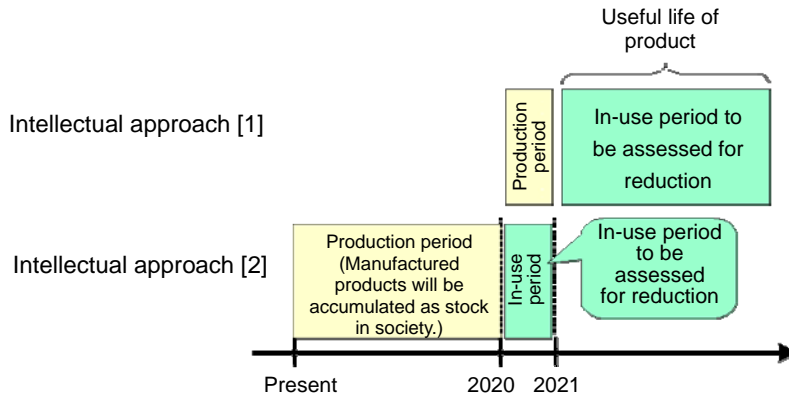 Useful life of
product
Intellectual approach [1]
Production
period
In-use period to
be assessed for
reduction
Intellectual approach [2]
Production period
(Manufactured
products will be
accumulated as stock
in society.)
In-use
period
In-use period
to be
assessed
for reduction
Present
2020
2021